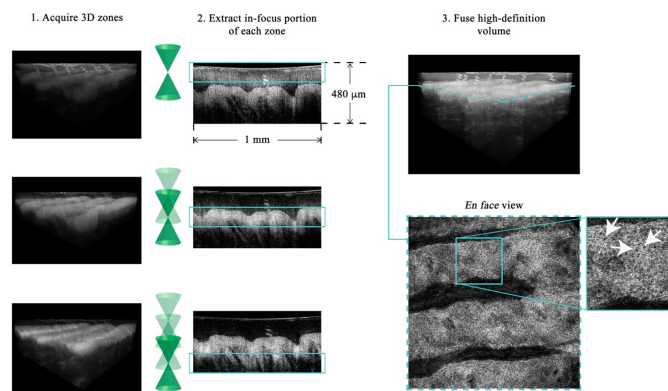 1. Acquire 3D zones
2. Extract in-focus portion
of each zone
3. Fuse high-definition
volume
480 μm
1 mm
En face view